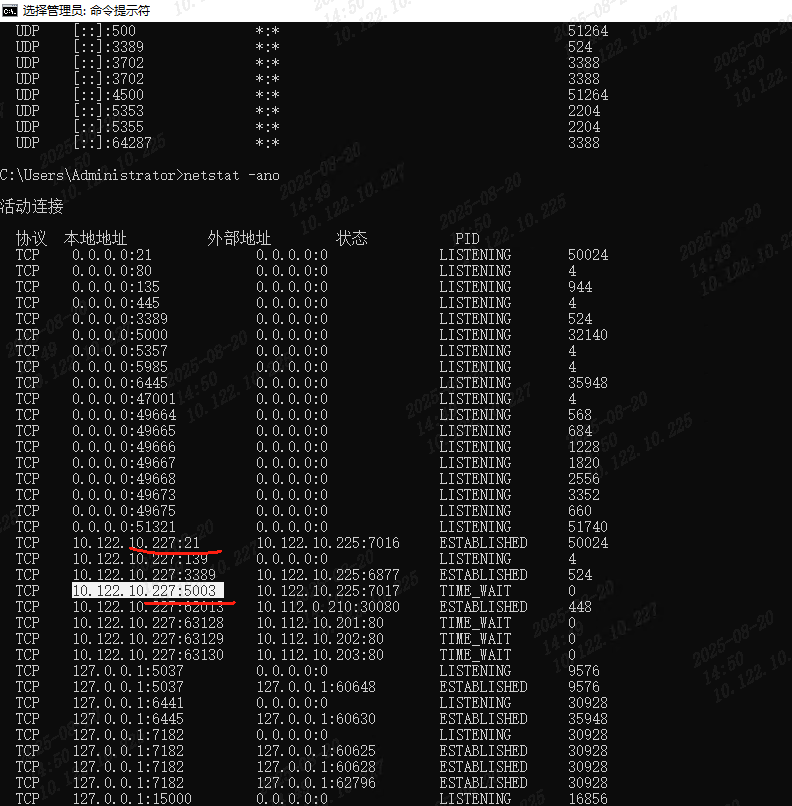 选择管理员: 命令提示符
UDP [::]:500 *:* 51264
UDP [::]:3389 *:* 524
UDP [::]:3702 *:* 3388
UDP [::]:3702 *:* 3388
UDP [::]:4500 *:* 51264
UDP [::]:5353 *:* 2204
UDP [::]:5355 *:* 2204
UDP [::]:64287 *:* 3388
C:\Users\Administrator>netstat -ano
活动连接
协议 本地地址 外部地址 状态 PID
TCP 0.0.0.0:21 0.0.0.0:0 LISTENING 50024
TCP 0.0.0.0:80 0.0.0.0:0 LISTENING 4
TCP 0.0.0.0:135 0.0.0.0:0 LISTENING 944
TCP 0.0.0.0:445 0.0.0.0:0 LISTENING 4
TCP 0.0.0.0:3389 0.0.0.0:0 LISTENING 524
TCP 0.0.0.0:5000 0.0.0.0:0 LISTENING 32140
TCP 0.0.0.0:5357 0.0.0.0:0 LISTENING 4
TCP 0.0.0.0:5985 0.0.0.0:0 LISTENING 4
TCP 0.0.0.0:6445 0.0.0.0:0 LISTENING 35948
TCP 0.0.0.0:47001 0.0.0.0:0 LISTENING 4
TCP 0.0.0.0:49664 0.0.0.0:0 LISTENING 568
TCP 0.0.0.0:49665 0.0.0.0:0 LISTENING 684
TCP 0.0.0.0:49666 0.0.0.0:0 LISTENING 1228
TCP 0.0.0.0:49667 0.0.0.0:0 LISTENING 1820
TCP 0.0.0.0:49668 0.0.0.0:0 LISTENING 2556
TCP 0.0.0.0:49673 0.0.0.0:0 LISTENING 3352
TCP 0.0.0.0:49675 0.0.0.0:0 LISTENING 660
TCP 0.0.0.0:51321 0.0.0.0:0 LISTENING 51740
TCP 10.122.10.227:21 10.122.10.225:7016 ESTABLISHED 50024
TCP 10.122.10.227:139 0.0.0.0:0 LISTENING 4
TCP 10.122.10.227:3389 10.122.10.225:6877 ESTABLISHED 524
TCP 10.122.10.227:5003 10.122.10.225:7017 TIME_WAIT 0
TCP 10.112.0.210:30080 ESTABLISHED 448
TCP 10.122.10.227:63128 10.112.10.201:80 TIME_WAIT 0
TCP 10.122.10.227:63129 10.112.10.202:80 TIME_WAIT 0
TCP 10.122.10.227:63130 10.112.10.203:80 TIME_WAIT 0
TCP 127.0.0.1:5037 0.0.0.0:0 LISTENING 9576
TCP 127.0.0.1:5037 127.0.0.1:60648 ESTABLISHED 9576
TCP 127.0.0.1:6441 0.0.0.0:0 LISTENING 30928
TCP 127.0.0.1:6445 127.0.0.1:60630 ESTABLISHED 35948
TCP 127.0.0.1:7182 0.0.0.0:0 LISTENING 30928
TCP 127.0.0.1:7182 127.0.0.1:60625 ESTABLISHED 30928
TCP 127.0.0.1:7182 127.0.0.1:60628 ESTABLISHED 30928
TCP 127.0.0.1:7182 127.0.0.1:62796 ESTABLISHED 30928
TCP 127.0.0.1:15000 0.0.0.0:0 LISTENING 16856